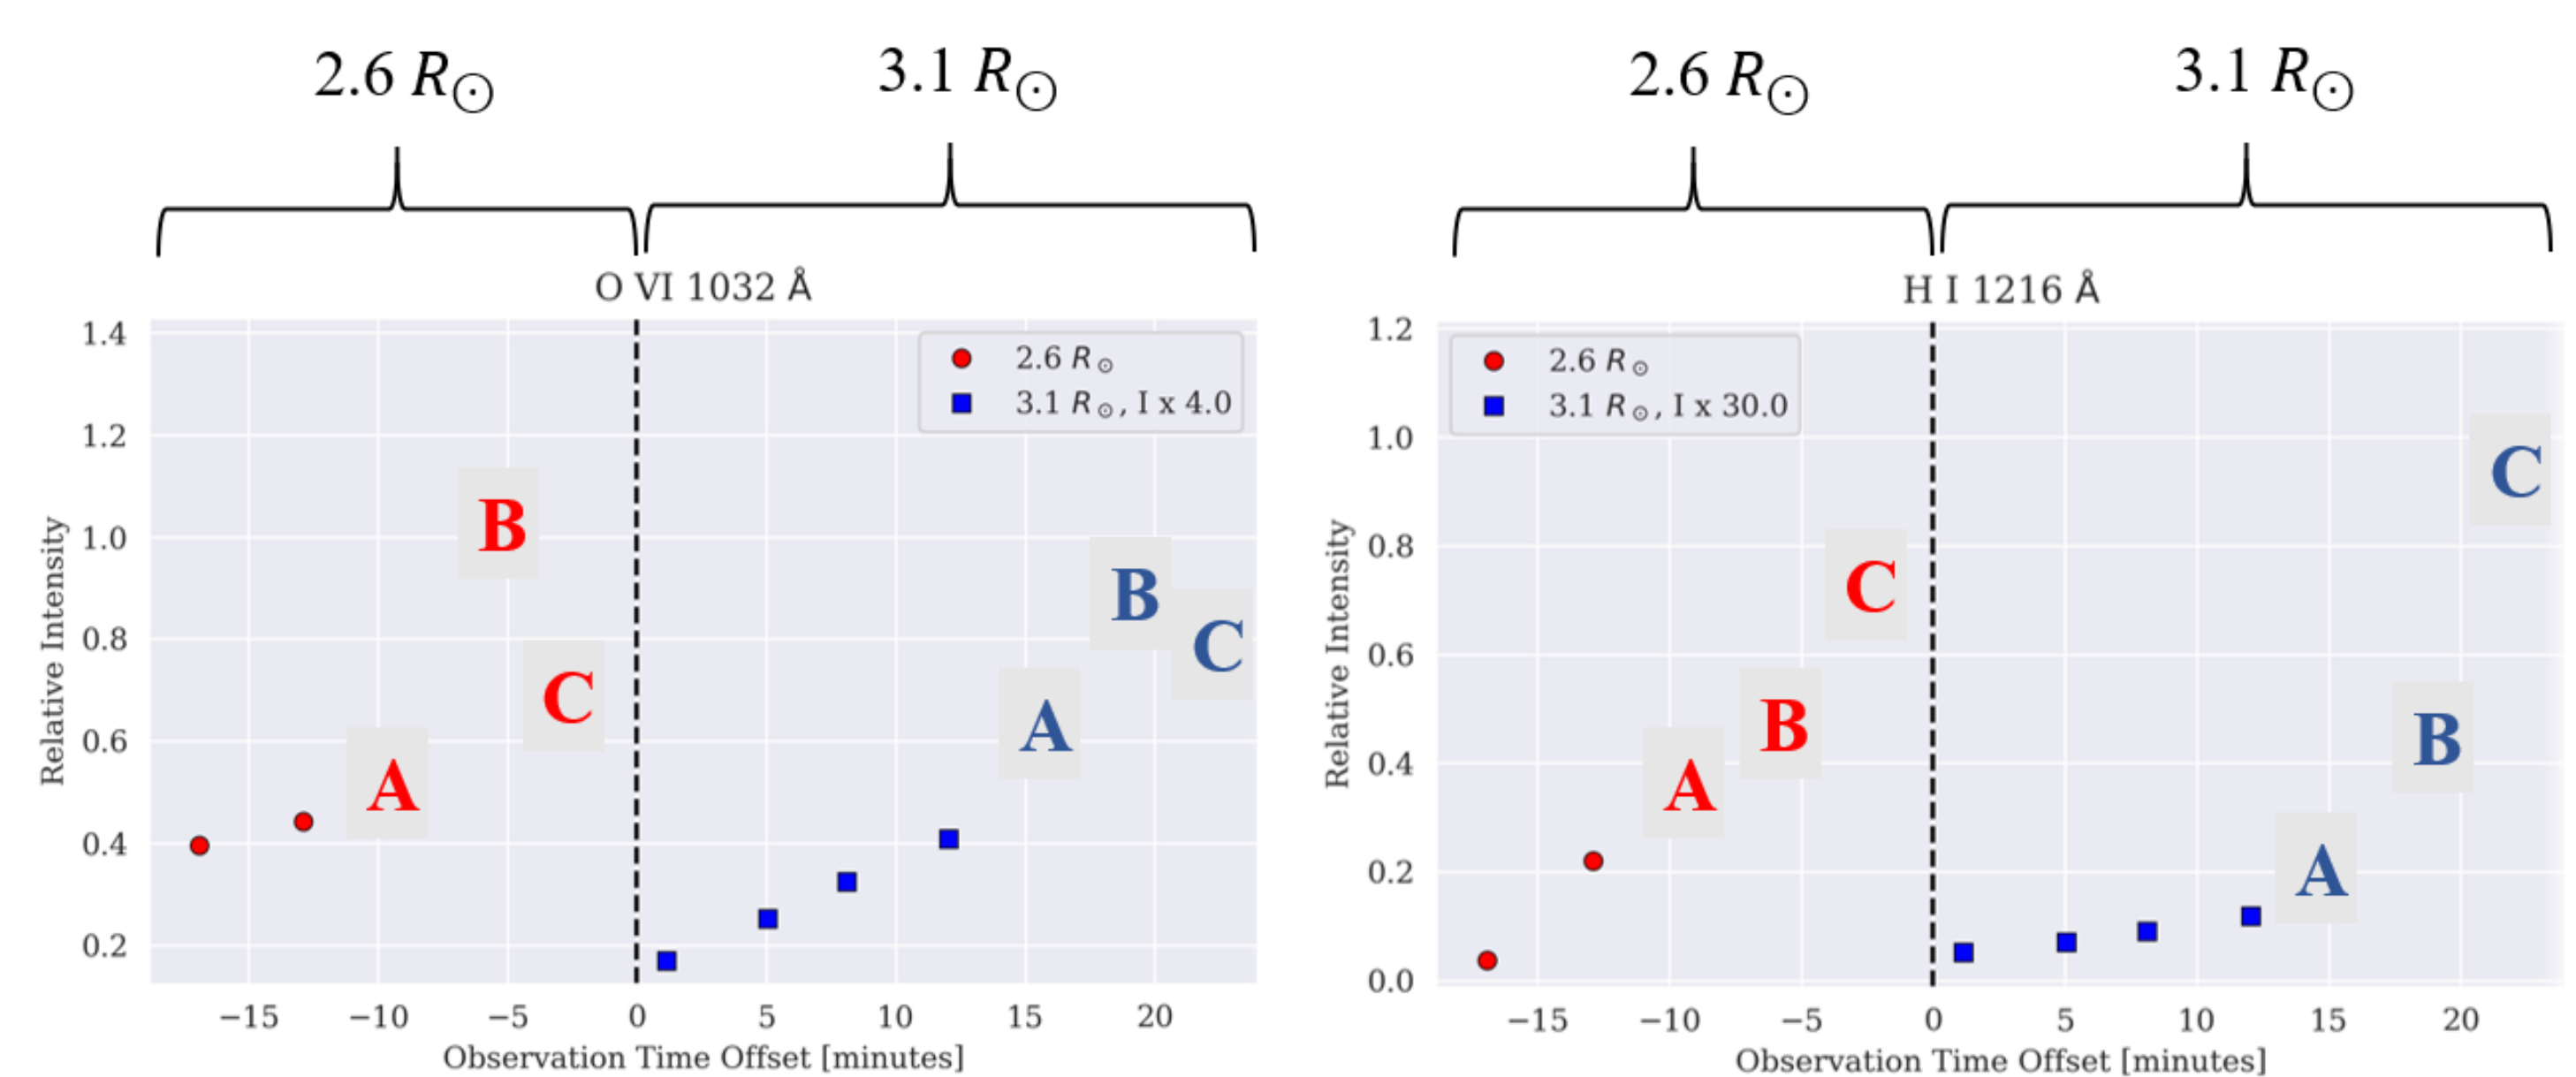 2.6 R☉
3.1 R☉
2.6 R☉
3.1 R☉
O VI 1032 Å
1.4
1.2
1.0
0.8
0.6
0.4
0.2
Relative Intensity
2.6 R☉
3.1 R☉, I x 4.0
B
C
A
B
C
A
−15
−10
−5
0
5
10
15
20
Observation Time Offset [minutes]
H I 1216 Å
1.2
1.0
0.8
0.6
0.4
0.2
0.0
Relative Intensity
2.6 R☉
3.1 R☉, I x 30.0
C
C
B
B
A
A
−15
−10
−5
0
5
10
15
20
Observation Time Offset [minutes]